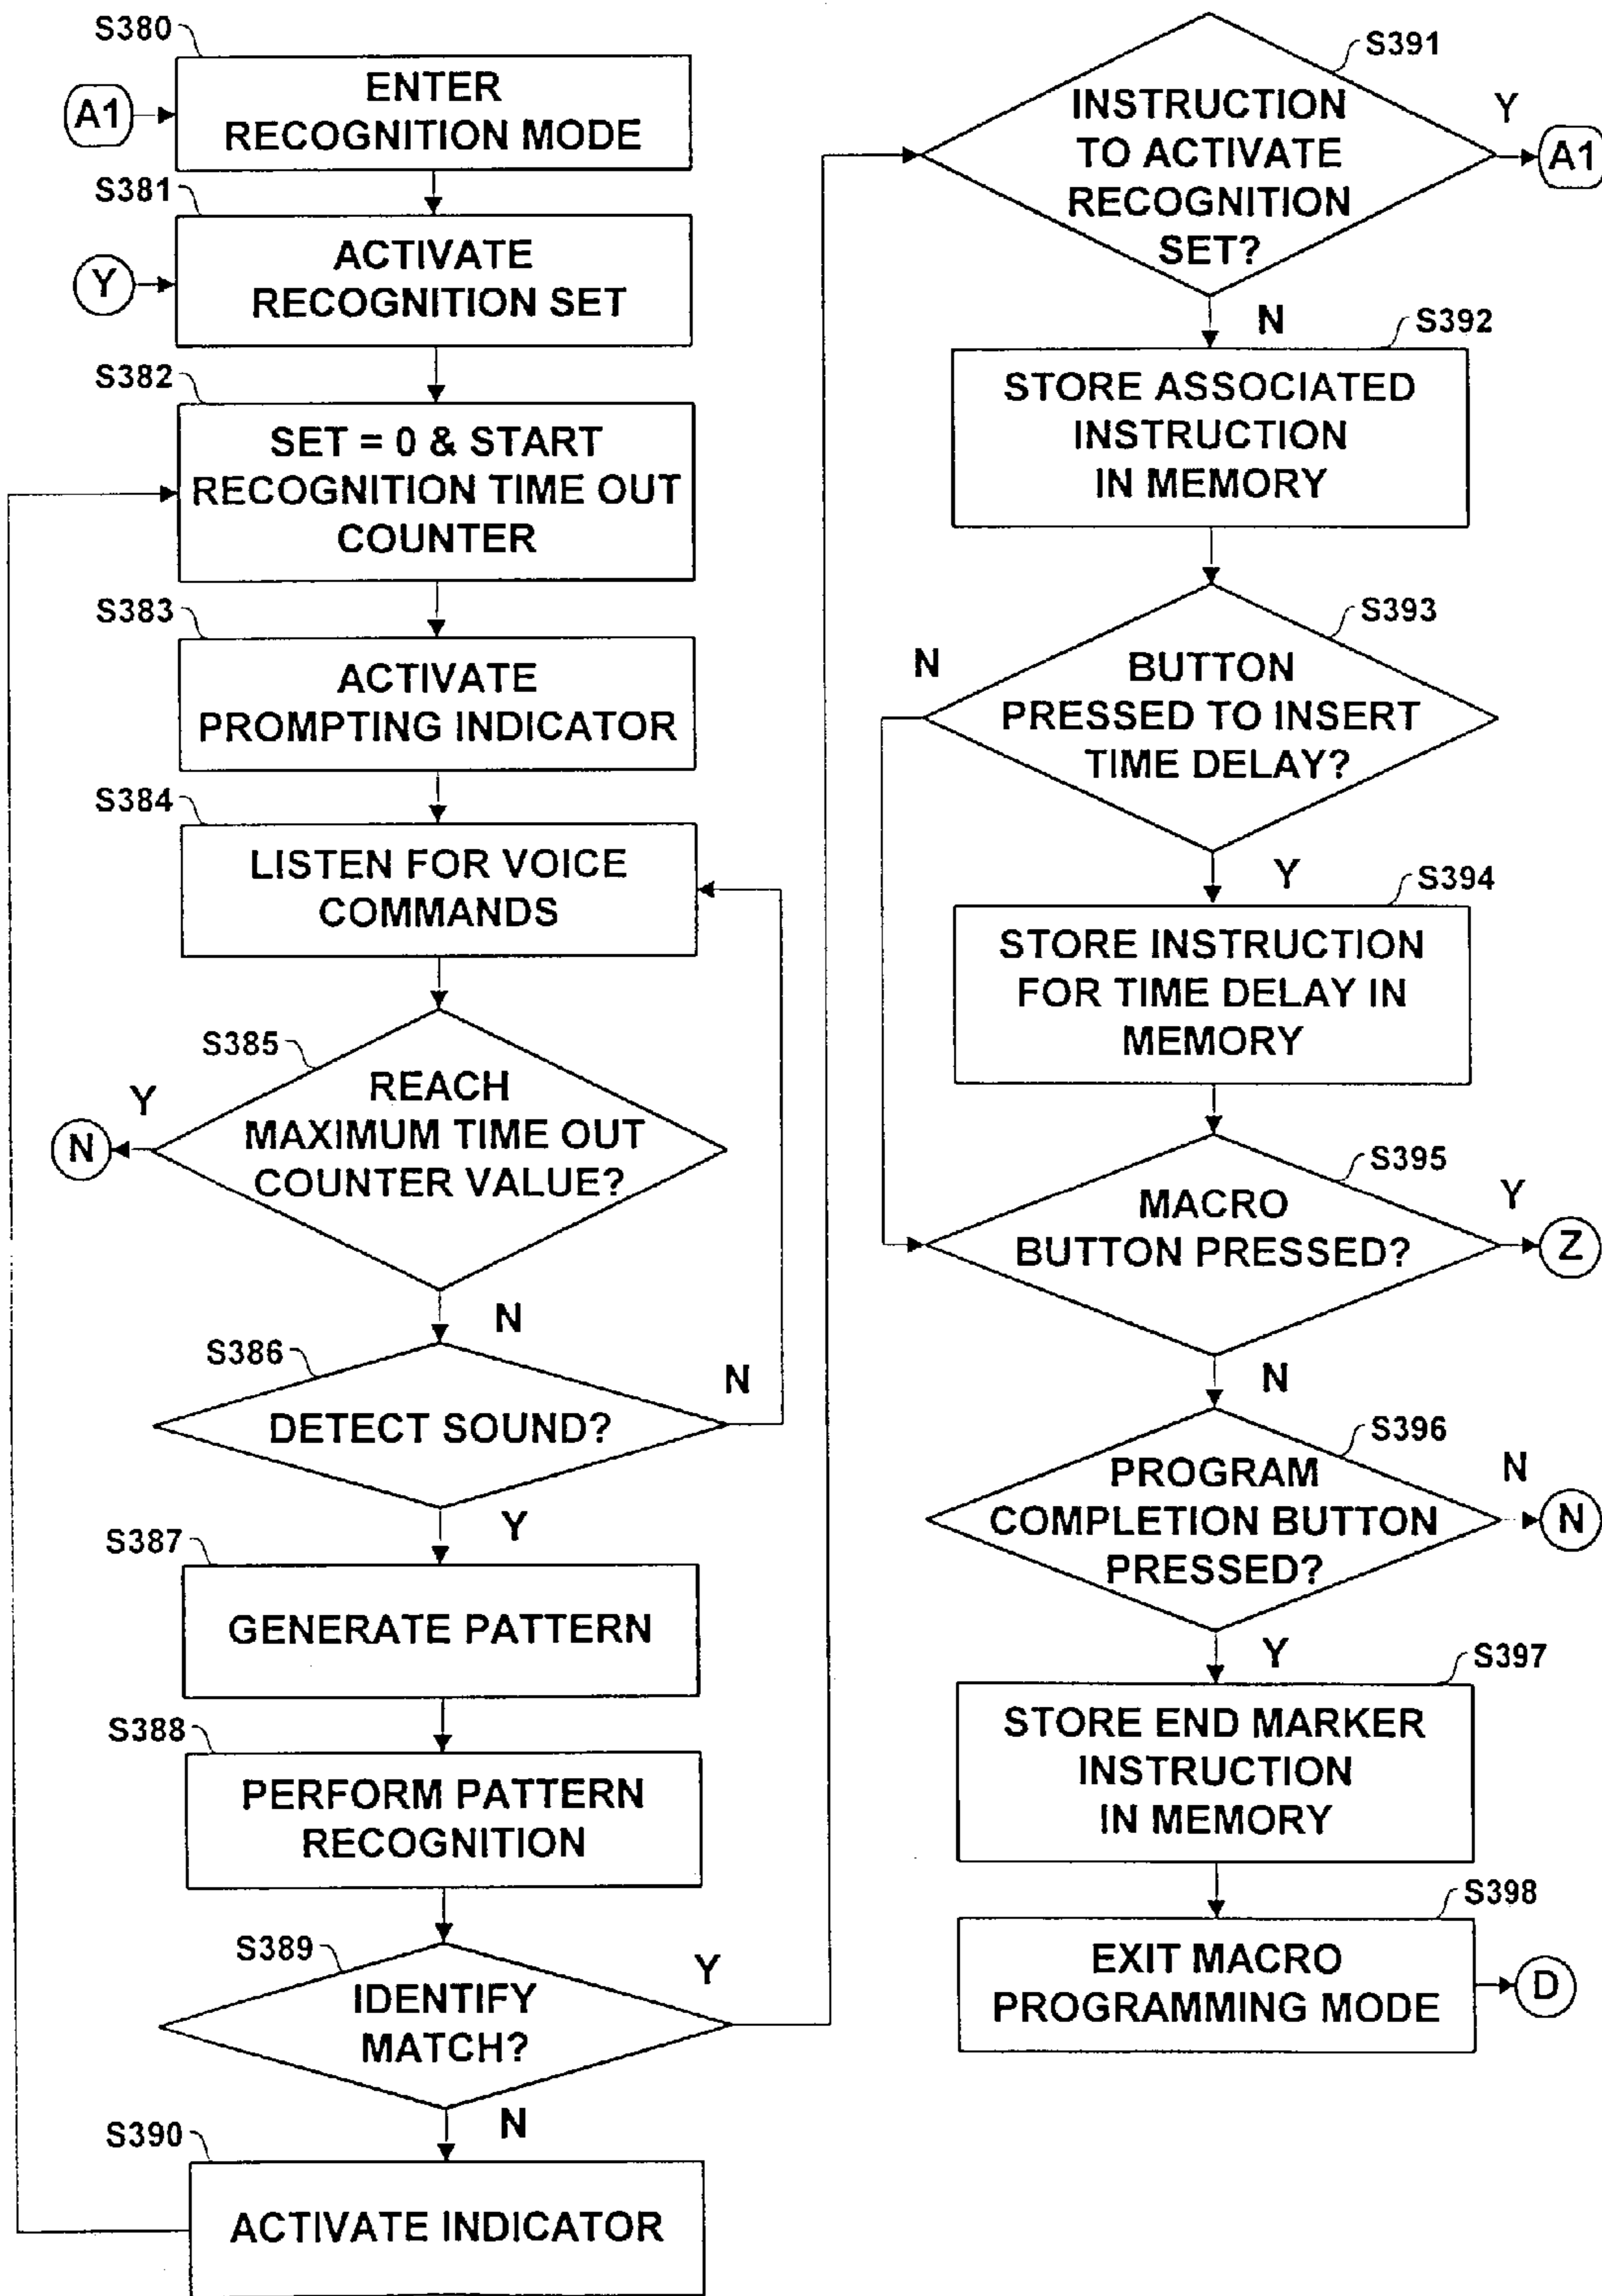 S380
A1
ENTER
RECOGNITION MODE
S381
Y
ACTIVATE
RECOGNITION SET
S382
SET = 0 & START
RECOGNITION TIME OUT
COUNTER
S383
ACTIVATE
PROMPTING INDICATOR
S384
LISTEN FOR VOICE
COMMANDS
S385
REACH
MAXIMUM TIME OUT
COUNTER VALUE?
Y
N
N
S386
DETECT SOUND?
N
Y
S387
GENERATE PATTERN
S388
PERFORM PATTERN
RECOGNITION
S389
IDENTIFY
MATCH?
Y
N
S390
ACTIVATE INDICATOR
S391
INSTRUCTION
TO ACTIVATE
RECOGNITION
SET?
Y
A1
N
S392
STORE ASSOCIATED
INSTRUCTION
IN MEMORY
S393
N
BUTTON
PRESSED TO INSERT
TIME DELAY?
Y
S394
STORE INSTRUCTION
FOR TIME DELAY IN
MEMORY
S395
MACRO
BUTTON PRESSED?
Y
Z
N
S396
PROGRAM
COMPLETION BUTTON
PRESSED?
N
N
Y
S397
STORE END MARKER
INSTRUCTION
IN MEMORY
S398
EXIT MACRO
PROGRAMMING MODE
D